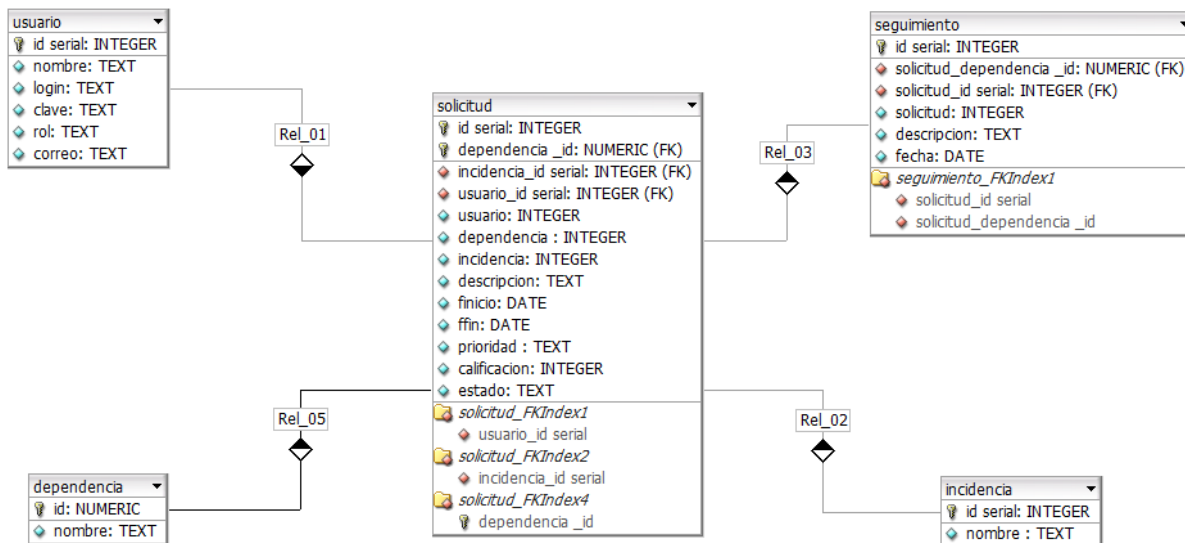 usuario
id serial: INTEGER
nombre: TEXT
login: TEXT
clave: TEXT
rol: TEXT
correo: TEXT
Rel_01
solicitud
id serial: INTEGER
dependencia _id: NUMERIC (FK)
incidencia_id serial: INTEGER (FK)
usuario_id serial: INTEGER (FK)
usuario: INTEGER
dependencia : INTEGER
incidencia: INTEGER
descripcion: TEXT
finicio: DATE
ffin: DATE
prioridad : TEXT
calificacion: INTEGER
estado: TEXT
solicitud_FKIndex1
usuario_id serial
solicitud_FKIndex2
incidencia_id serial
solicitud_FKIndex4
dependencia _id
Rel_03
seguimiento
id serial: INTEGER
solicitud_dependencia _id: NUMERIC (FK)
solicitud_id serial: INTEGER (FK)
solicitud: INTEGER
descripcion: TEXT
fecha: DATE
seguimiento_FKIndex1
solicitud_id serial
solicitud_dependencia _id
Rel_05
dependencia
id: NUMERIC
nombre: TEXT
Rel_02
incidencia
id serial: INTEGER
nombre : TEXT